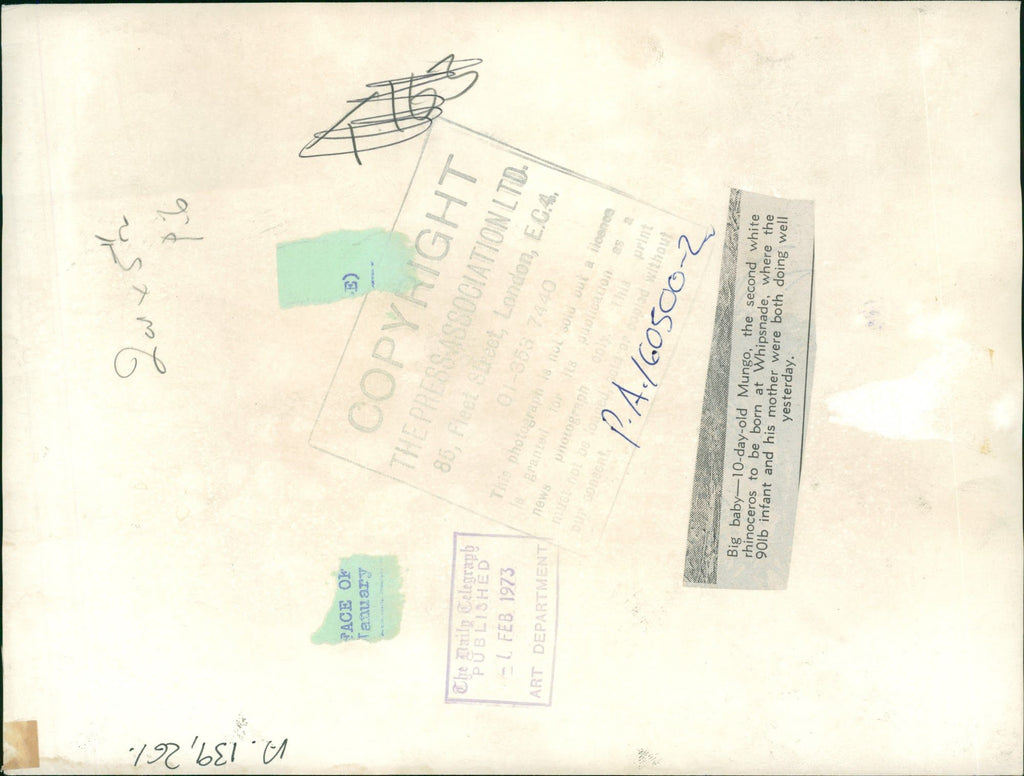 COPYRIGHT
THE PRESS ASSOCIATION LTD.
85, Fleet Street, London, E.C.4.
353 7440
This photograph is not sold but a licence
is granted for its publication as a
news photograph only. This print
must not be loaned or copied without
our consent.
P.A.160500-2
Big baby—10-day-old Mungo, the second white
rhinoceros to be born at Whipsnade, where the
90lb infant and his mother were both doing well
yesterday.
The Daily Telegraph
PUBLISHED
-1 FEB 1973
ART DEPARTMENT
FACE OF
January
E)
p.6
139,261.